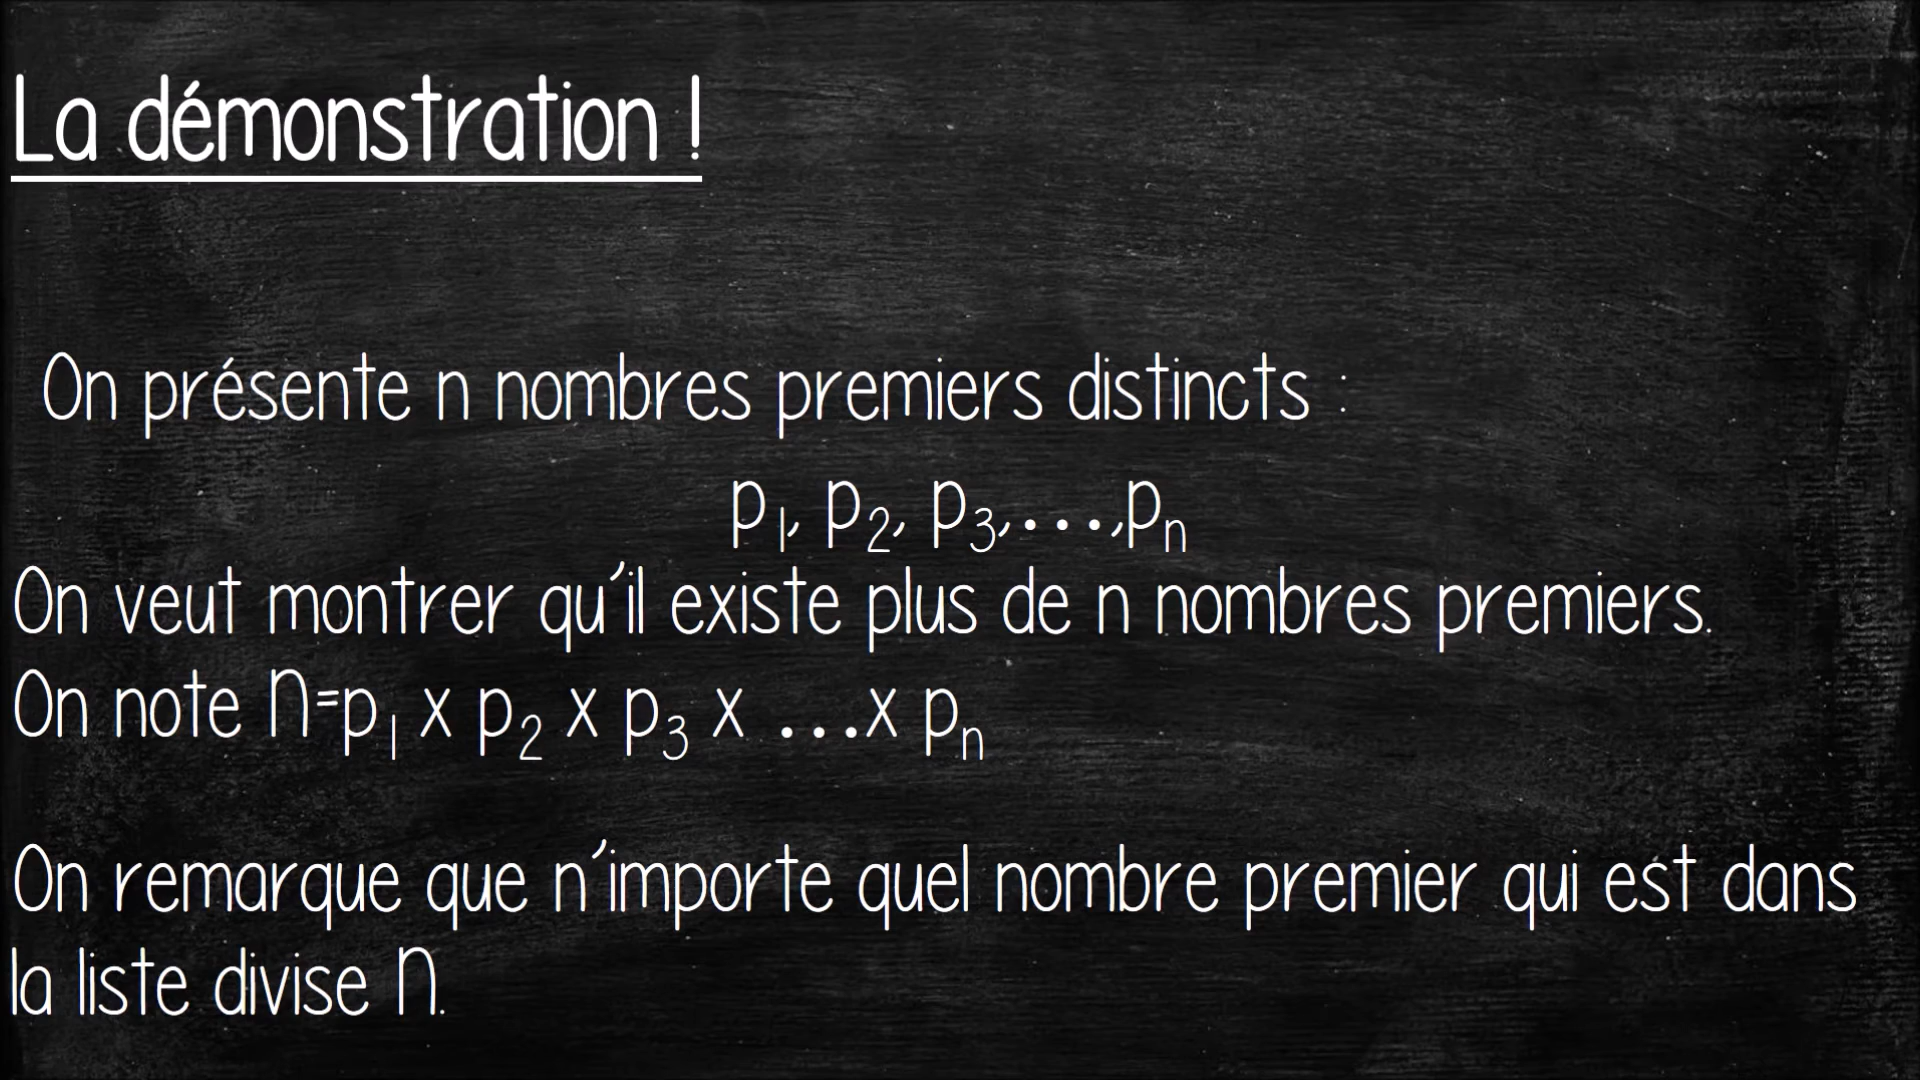 La démonstration !
On présente n nombres premiers distincts :
p₁, p₂, p₃,...,pₙ
On veut montrer qu'il existe plus de n nombres premiers.
On note N=p₁ x p₂ x p₃ x ...x pₙ
On remarque que n'importe quel nombre premier qui est dans
la liste divise N.